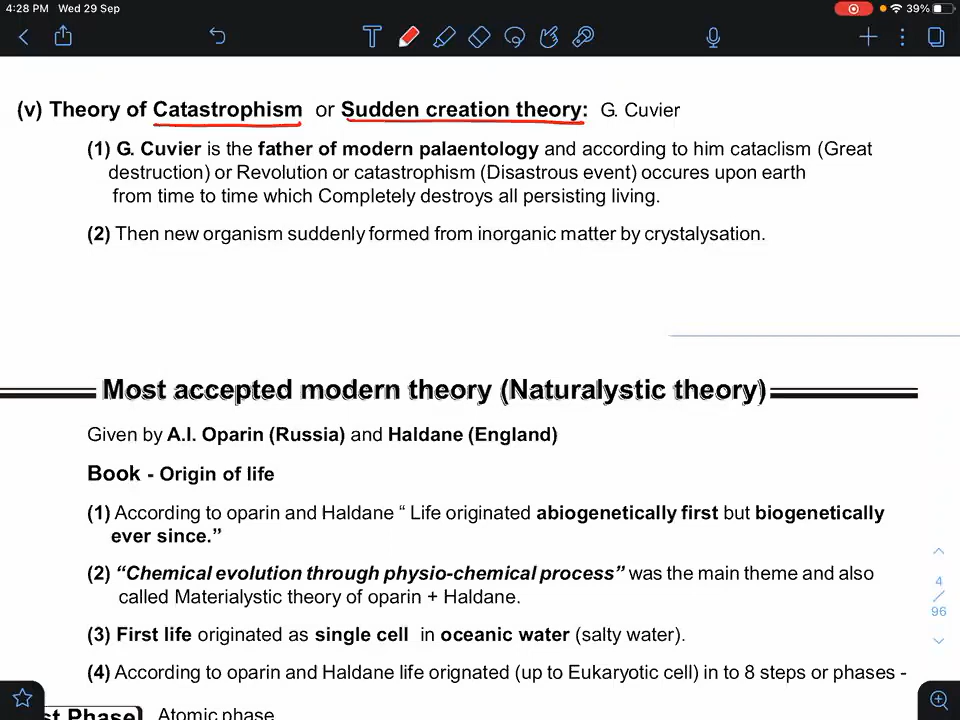 4:28 PM Wed 29 Sep
39%
(v) Theory of Catastrophism or Sudden creation theory: G. Cuvier
(1) G. Cuvier is the father of modern palaentology and according to him cataclism (Great
destruction) or Revolution or catastrophism (Disastrous event) occures upon earth
from time to time which Completely destroys all persisting living.
(2) Then new organism suddenly formed from inorganic matter by crystalysation.
Most accepted modern theory (Naturalystic theory)
Given by A.I. Oparin (Russia) and Haldane (England)
Book - Origin of life
(1) According to oparin and Haldane “ Life originated abiogenetically first but biogenetically
ever since.”
(2) “Chemical evolution through physio-chemical process” was the main theme and also
called Materialystic theory of oparin + Haldane.
(3) First life originated as single cell in oceanic water (salty water).
(4) According to oparin and Haldane life orignated (up to Eukaryotic cell) in to 8 steps or phases -
4
/
96
st Phase Atomic phase